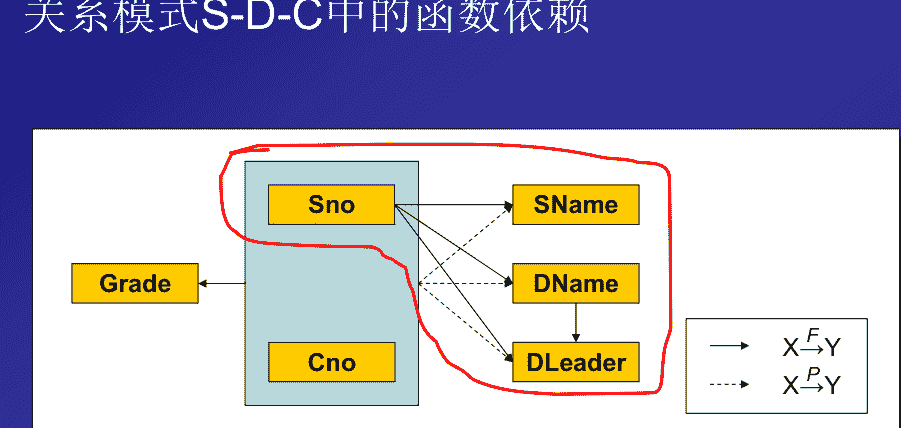 关系模式S-D-C中的函数依赖
Sno
SName
Grade
DName
Cno
DLeader
X F→ Y
X P→ Y